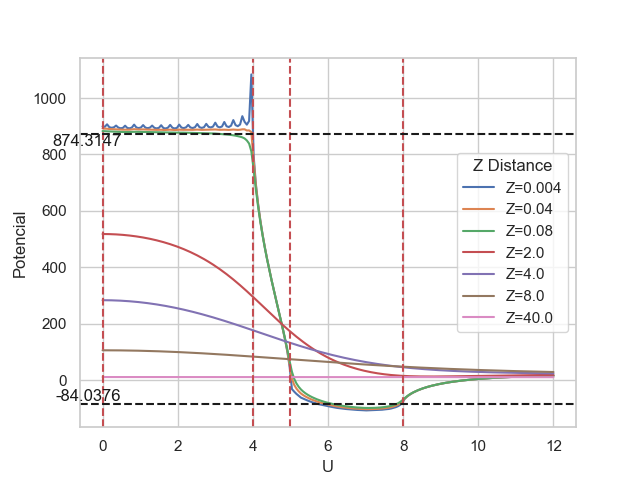 1000
874.3147
800
600
400
200
0
-84.0376
Potencial
0 2 4 6 8 10 12
U
Z Distance
Z=0.004
Z=0.04
Z=0.08
Z=2.0
Z=4.0
Z=8.0
Z=40.0